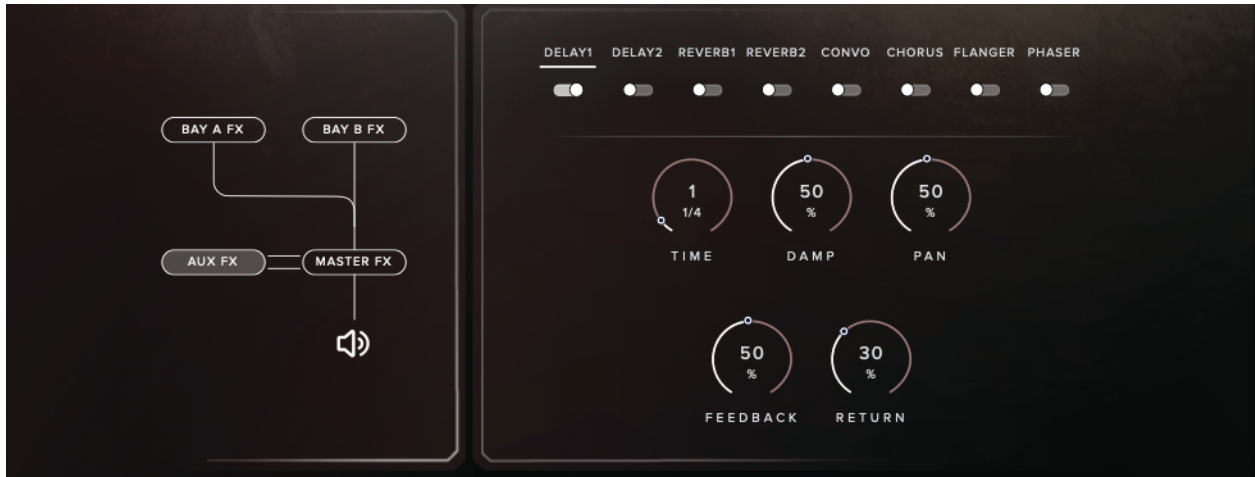 DELAY1 DELAY2 REVERB1 REVERB2 CONVO CHORUS FLANGER PHASER
BAY A FX BAY B FX
AUX FX MASTER FX
1 50 50
1/4 % %
TIME DAMP PAN
50 30
% %
FEEDBACK RETURN